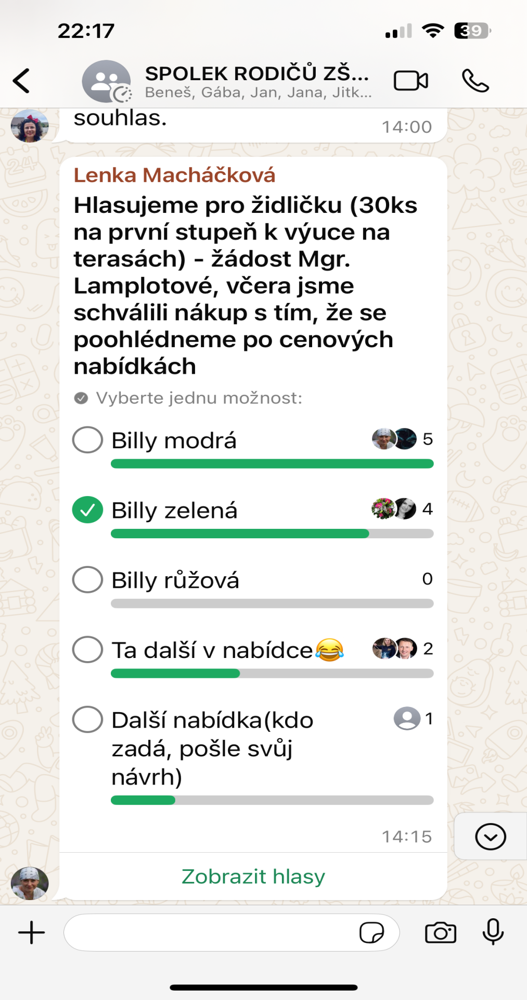 22:17
39
SPOLEK RODIČŮ ZŠ...
Beneš, Gába, Jan, Jana, Jitk...
souhlas.
14:00
Lenka Macháčková
Hlasujeme pro židličku (30ks
na první stupeň k výuce na
terasách) - žádost Mgr.
Lamplotové, včera jsme
schválili nákup s tím, že se
poohlédneme po cenových
nabídkách
Vyberte jednu možnost:
Billy modrá 5
Billy zelená 4
Billy růžová 0
Ta další v nabídce😂 2
Další nabídka(kdo 1
zadá, pošle svůj
návrh)
14:15
Zobrazit hlasy